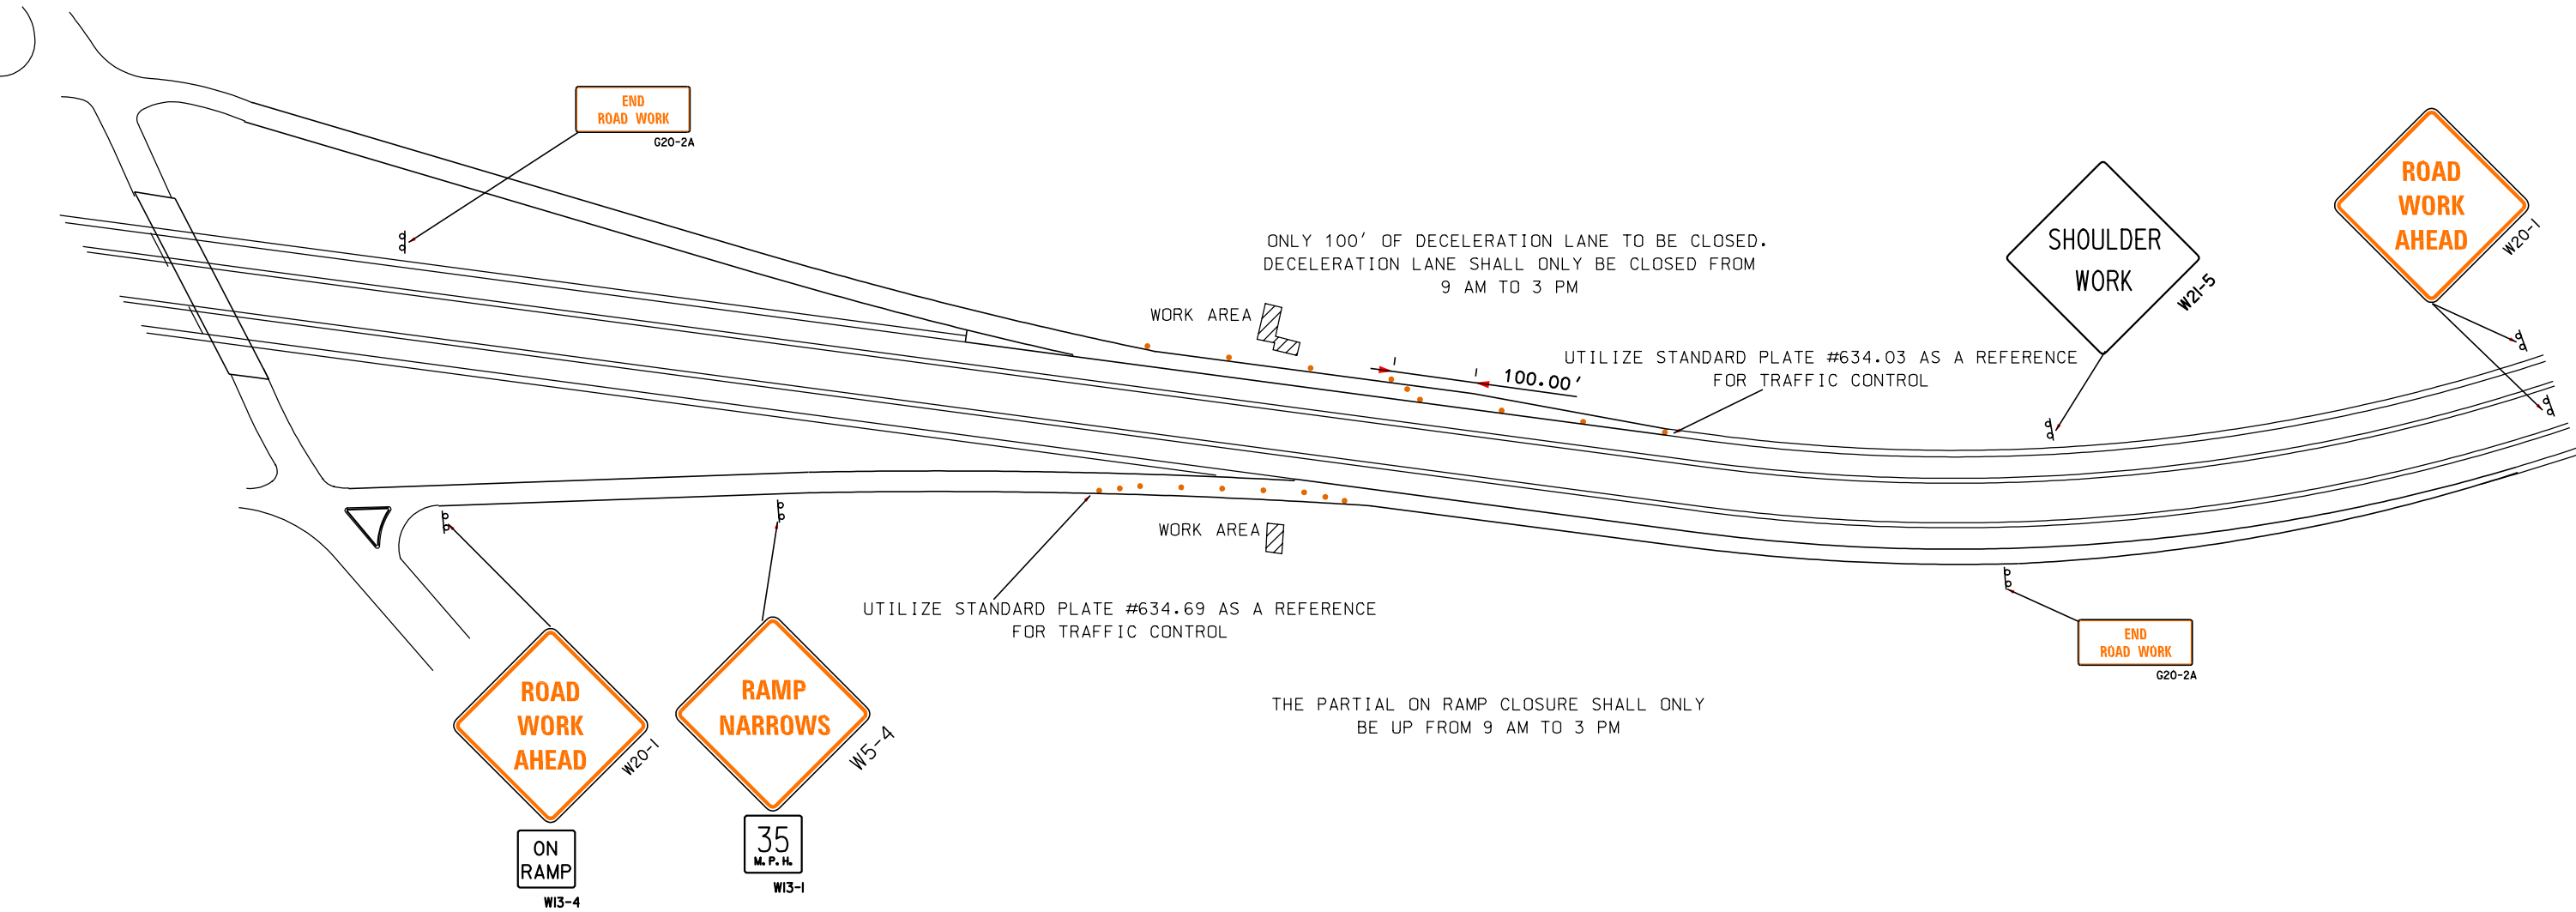 END
ROAD WORK
G20-2A
ROAD
WORK
AHEAD
W20-1
SHOULDER
WORK
W21-5
ONLY 100' OF DECELERATION LANE TO BE CLOSED.
DECELERATION LANE SHALL ONLY BE CLOSED FROM
9 AM TO 3 PM
WORK AREA
UTILIZE STANDARD PLATE #634.03 AS A REFERENCE
FOR TRAFFIC CONTROL
100.00'
WORK AREA
UTILIZE STANDARD PLATE #634.69 AS A REFERENCE
FOR TRAFFIC CONTROL
END
ROAD WORK
G20-2A
THE PARTIAL ON RAMP CLOSURE SHALL ONLY
BE UP FROM 9 AM TO 3 PM
ROAD
WORK
AHEAD
W20-1
ON
RAMP
W13-4
RAMP
NARROWS
W5-4
35
M.P.H.
W13-1